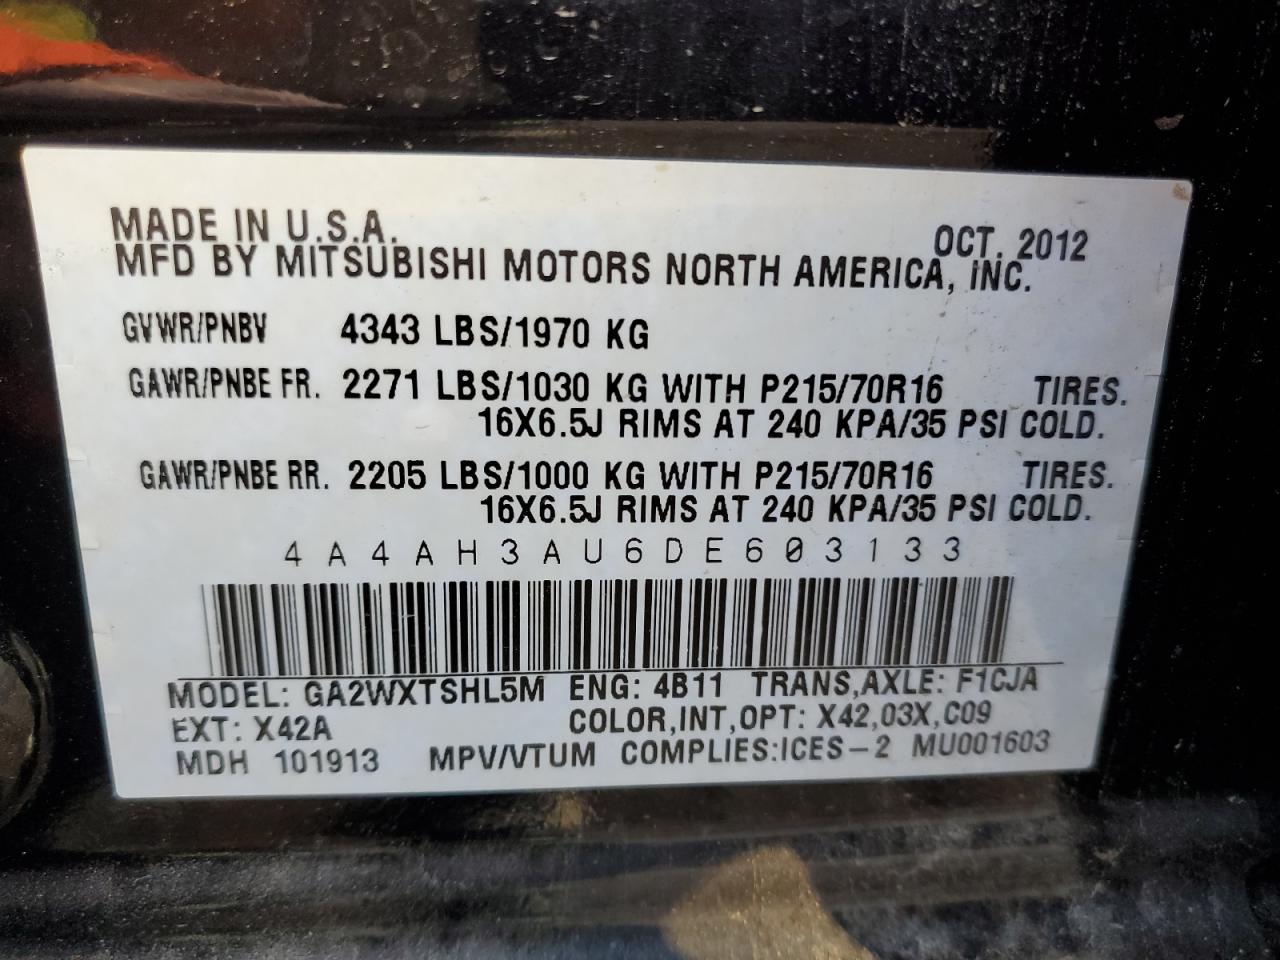 MADE IN U.S.A. OCT. 2012
MFD BY MITSUBISHI MOTORS NORTH AMERICA, INC.
GVWR/PNBV 4343 LBS/1970 KG
GAWR/PNBE FR. 2271 LBS/1030 KG WITH P215/70R16 TIRES.
16X6.5J RIMS AT 240 KPA/35 PSI COLD.
GAWR/PNBE RR. 2205 LBS/1000 KG WITH P215/70R16 TIRES.
16X6.5J RIMS AT 240 KPA/35 PSI COLD.
4A4AH3AU6DE603133
MODEL: GA2WXTSHL5M ENG: 4B11 TRANS,AXLE: F1CJA
EXT: X42A COLOR,INT,OPT: X42,03X,C09
MDH 101913 MPV/VTUM COMPLIES:ICES-2 MU001603